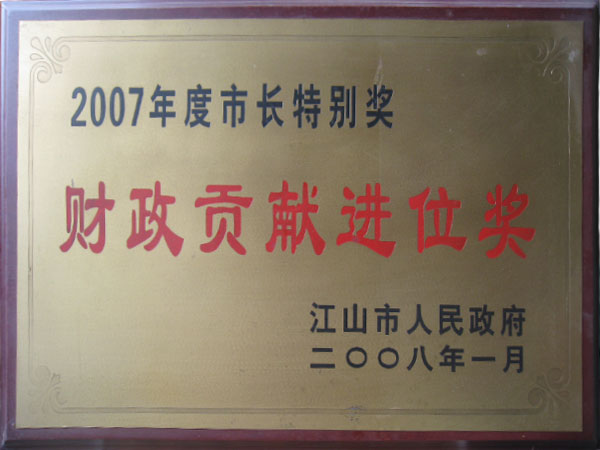 2007年度市长特别奖
财政贡献进位奖
江山市人民政府
二〇〇八年一月